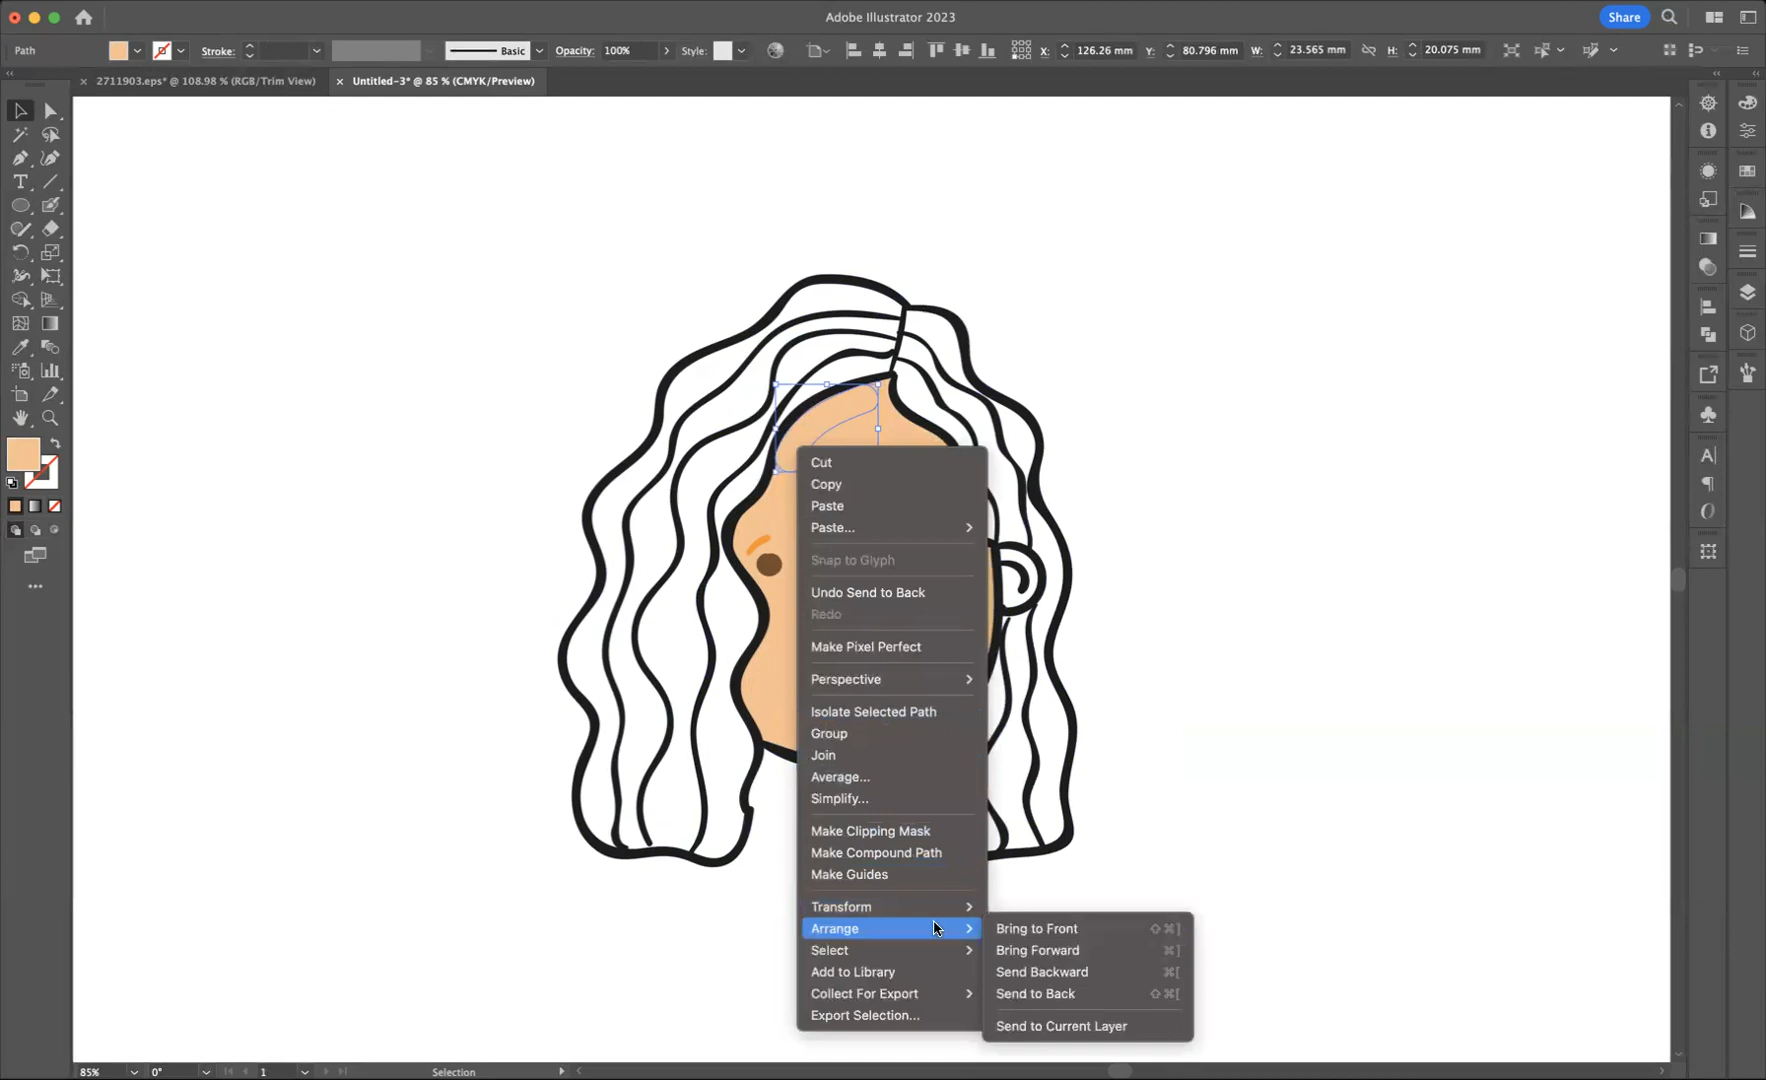 Adobe Illustrator 2023
Share
Path
Stroke:
Basic
Opacity:
100%
Style:
X:
126.26 mm
Y:
80.796 mm
W:
23.565 mm
H:
20.075 mm
2711903.eps* @ 108.98 % (RGB/Trim View)
Untitled-3* @ 85 % (CMYK/Preview)
Cut
Copy
Paste
Paste...
Snap to Glyph
Undo Send to Back
Redo
Make Pixel Perfect
Perspective
Isolate Selected Path
Group
Join
Average...
Simplify...
Make Clipping Mask
Make Compound Path
Make Guides
Transform
Arrange
Select
Add to Library
Collect For Export
Export Selection...
Bring to Front ⇧⌘]
Bring Forward ⌘]
Send Backward ⌘[
Send to Back ⇧⌘[
Send to Current Layer
85%
0°
1
Selection